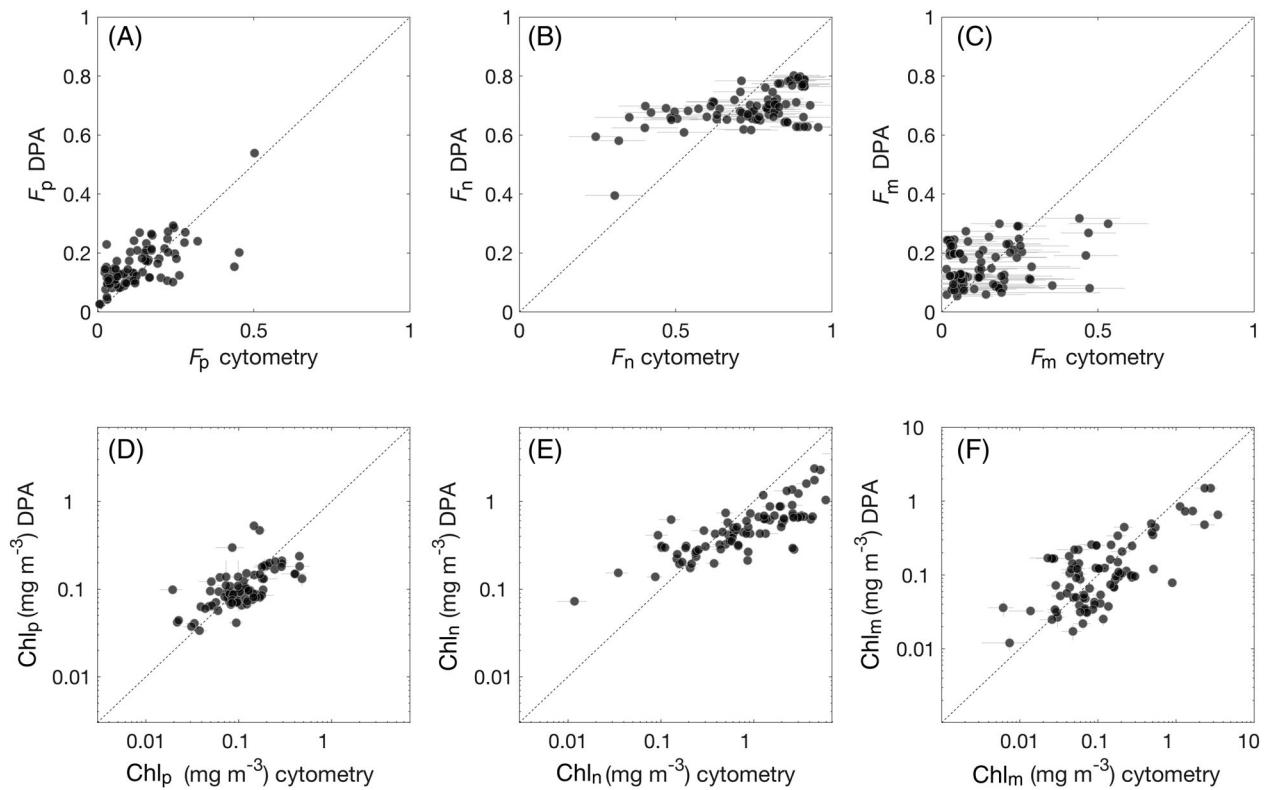 (A)
1
0.8
0.6
0.4
0.2
0
Fp DPA
0 0.5 1
Fp cytometry
(B)
1
0.8
0.6
0.4
0.2
0
Fn DPA
0 0.5 1
Fn cytometry
(C)
1
0.8
0.6
0.4
0.2
0
Fm DPA
0 0.5 1
Fm cytometry
(D)
1
0.1
0.01
Chlp (mg m-3) DPA
0.01 0.1 1
Chlp (mg m-3) cytometry
(E)
1
0.1
0.01
Chln (mg m-3) DPA
0.01 0.1 1
Chln (mg m-3) cytometry
(F)
10
1
0.1
0.01
Chlm (mg m-3) DPA
0.01 0.1 1 10
Chlm (mg m-3) cytometry